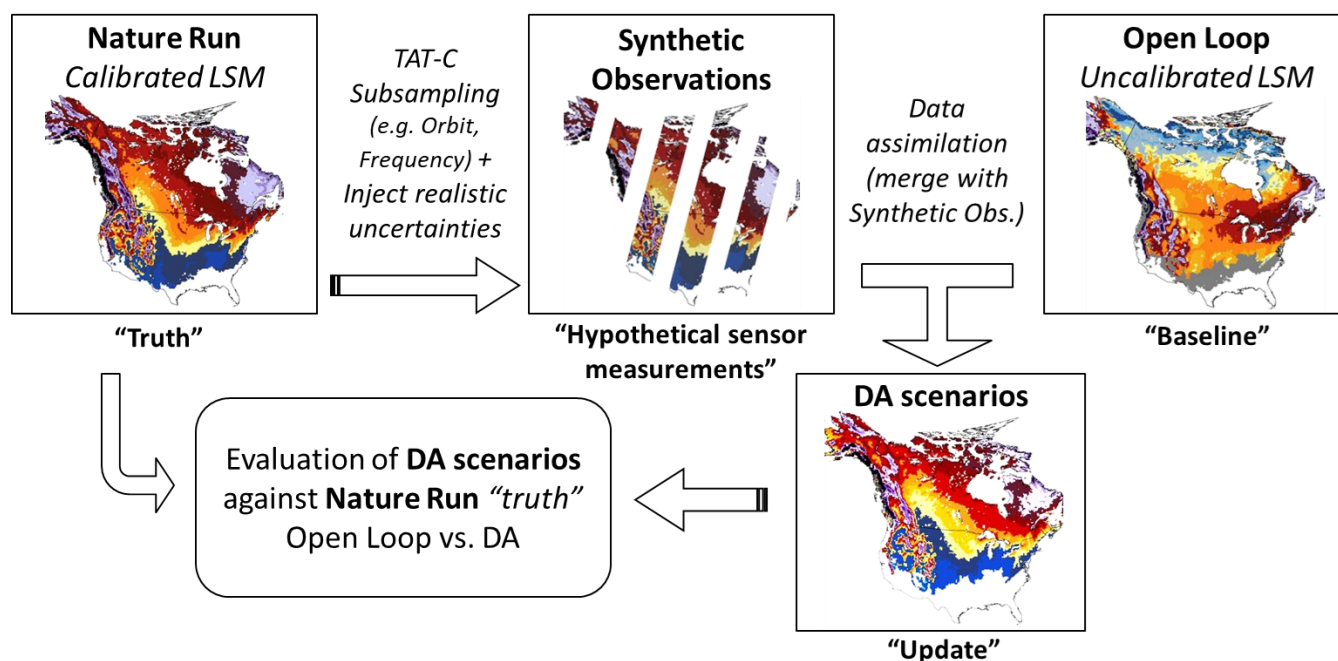 Nature Run
Calibrated LSM
“Truth”
TAT-C
Subsampling
(e.g. Orbit,
Frequency) +
Inject realistic
uncertainties
Synthetic
Observations
“Hypothetical sensor
measurements”
Data
assimilation
(merge with
Synthetic Obs.)
Open Loop
Uncalibrated LSM
“Baseline”
DA scenarios
“Update”
Evaluation of DA scenarios
against Nature Run “truth”
Open Loop vs. DA